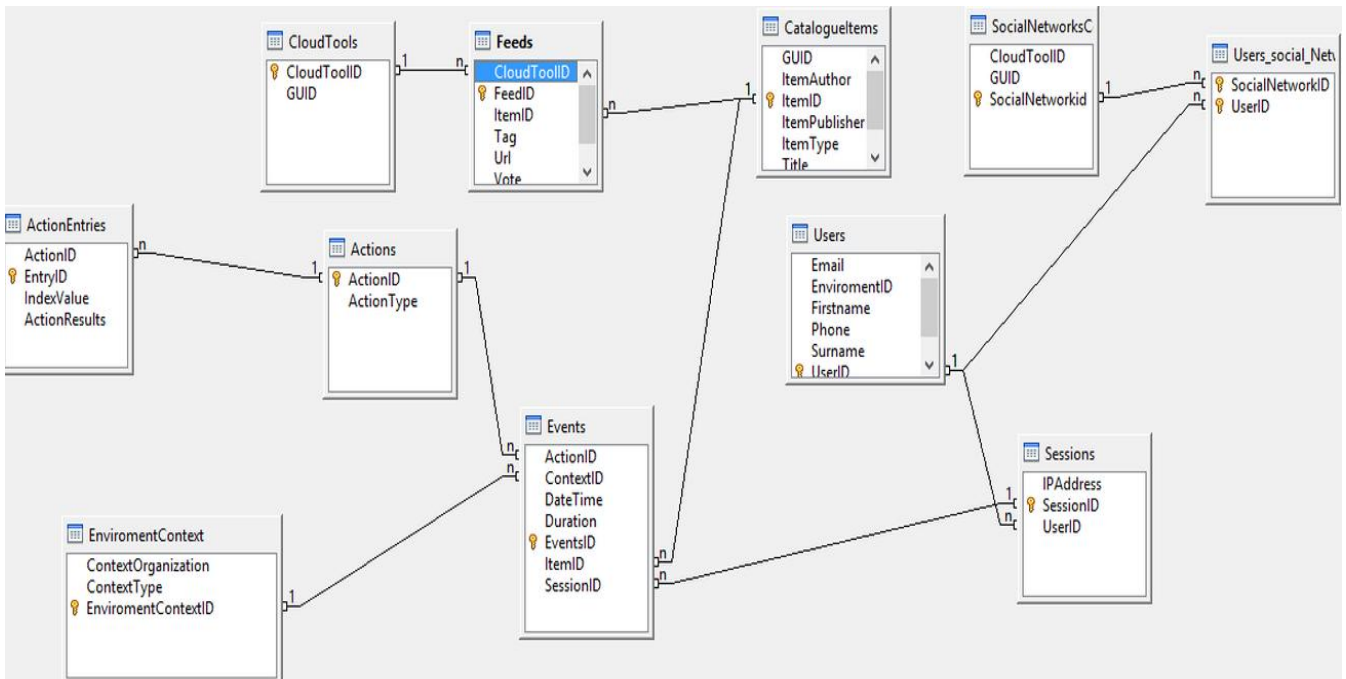 CloudTools
CloudToolID
GUID
1
n
Feeds
CloudToolID
FeedID
ItemID
Tag
Url
Vote
n
1
CatalogueItems
GUID
ItemAuthor
ItemID
ItemPublisher
ItemType
Title
SocialNetworksC
CloudToolID
GUID
SocialNetworkid
1
n
n
Users_social_Netw
SocialNetworkID
UserID
ActionEntries
ActionID
EntryID
IndexValue
ActionResults
n
1
Actions
ActionID
ActionType
1
Users
Email
EnviromentID
Firstname
Phone
Surname
UserID
1
Events
ActionID
ContextID
DateTime
Duration
EventsID
ItemID
SessionID
n
n
n
n
Sessions
IPAddress
SessionID
UserID
1
n
EnviromentContext
ContextOrganization
ContextType
EnviromentContextID
1